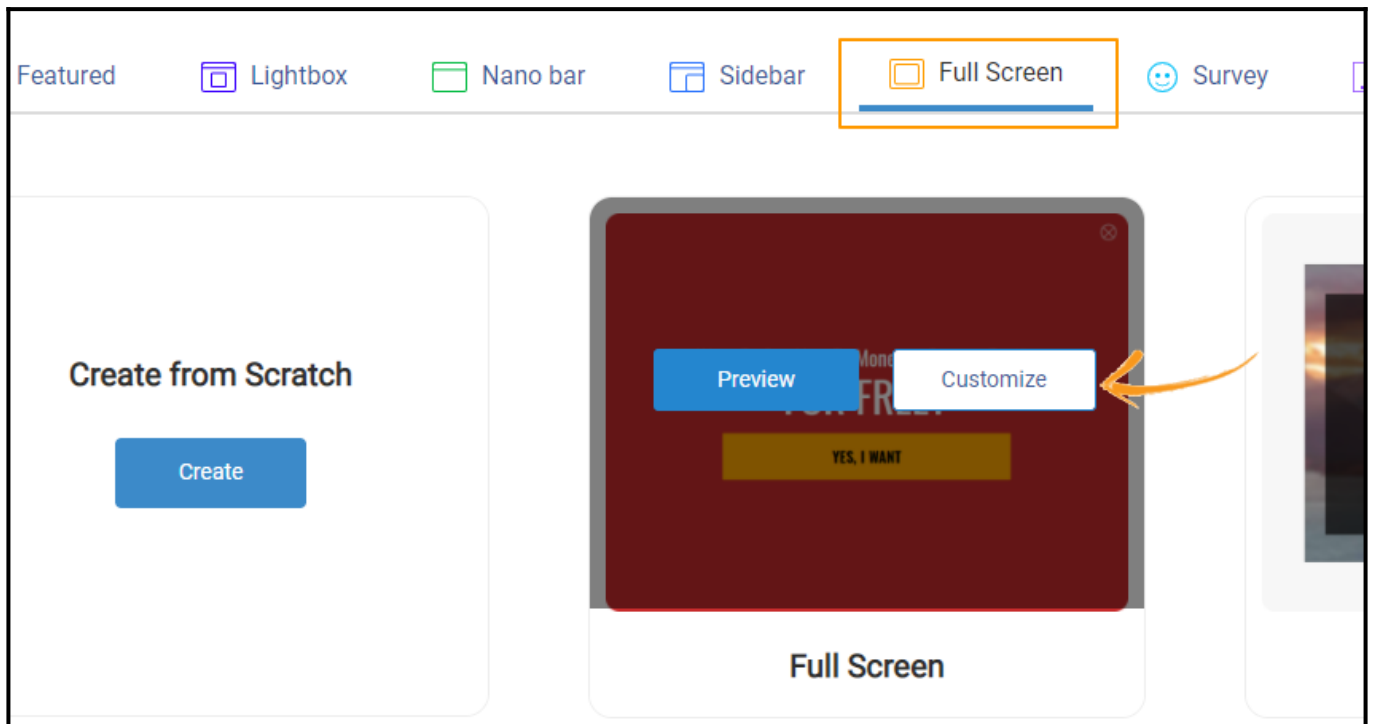 Featured Lightbox Nano bar Sidebar Full Screen Survey
Create from Scratch
Create
Preview Customize
YES, I WANT
Full Screen